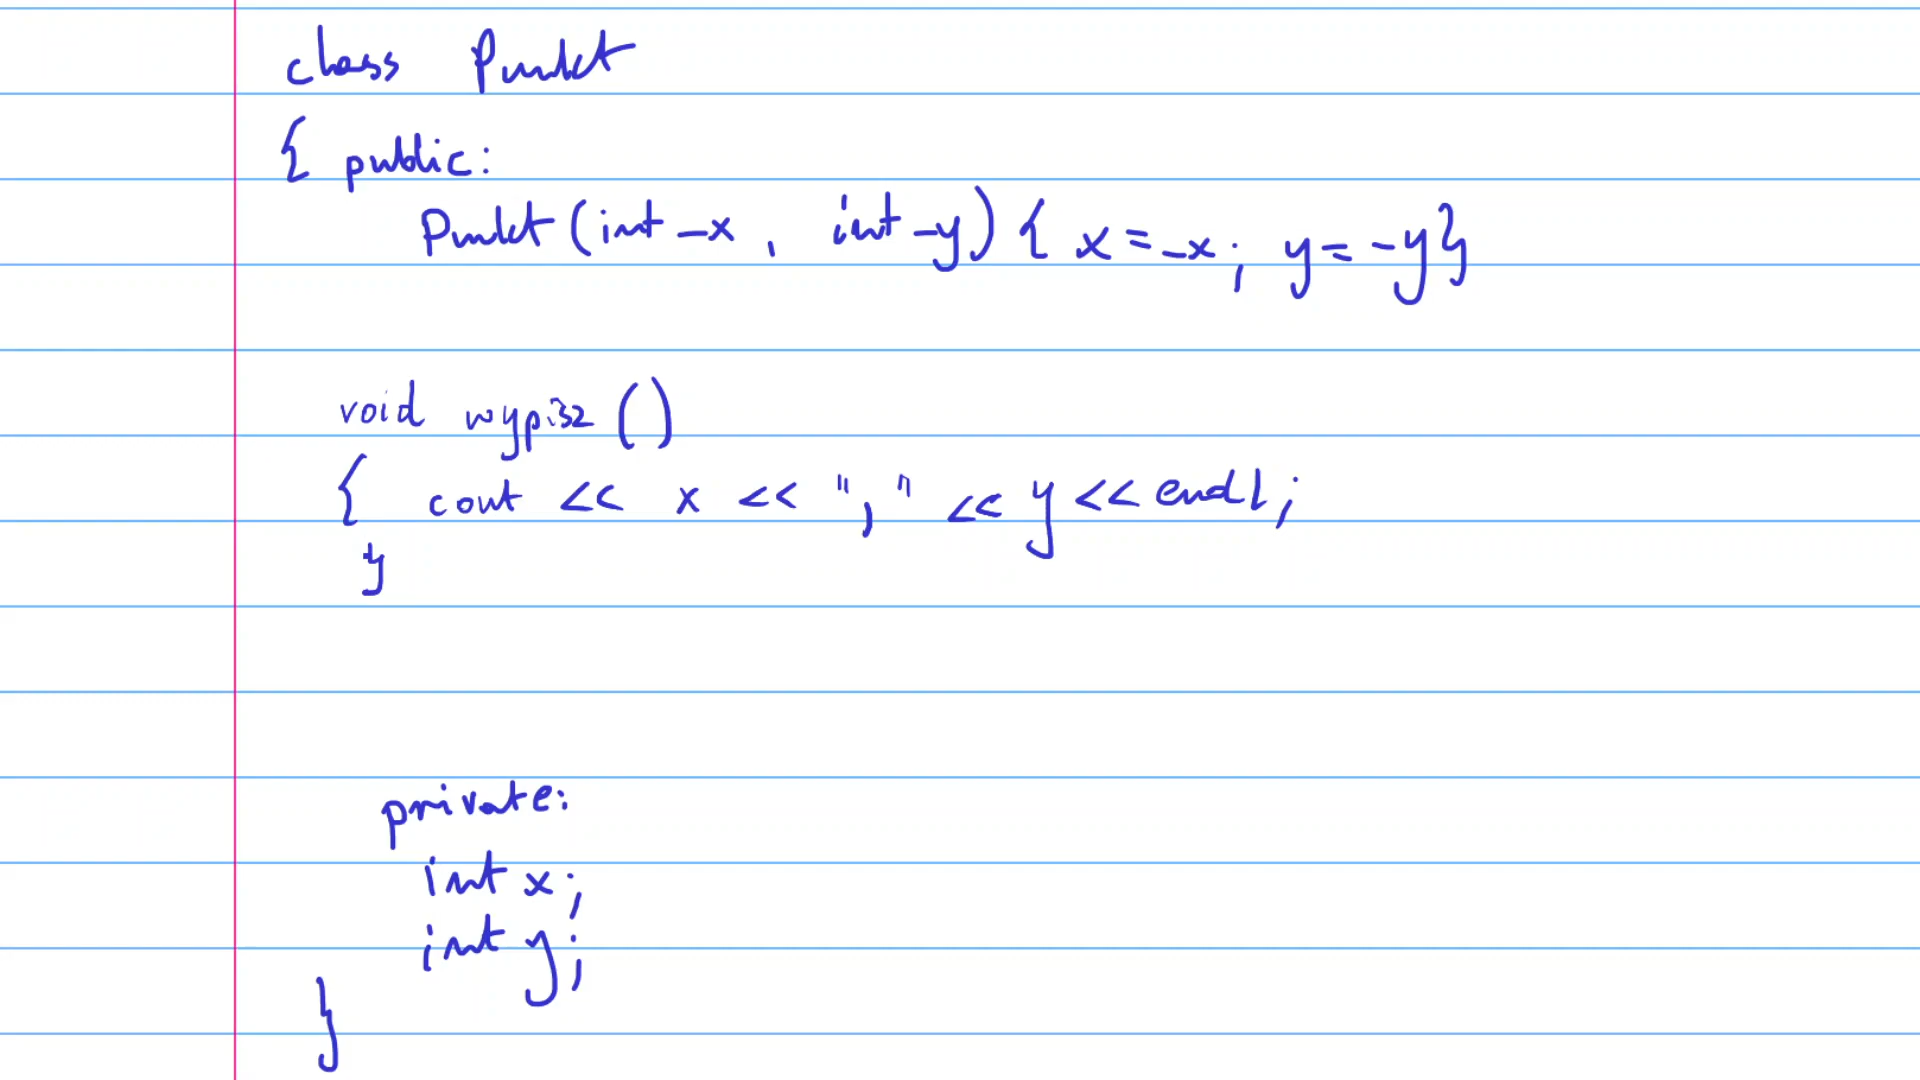 class Punkt
{ public:
Punkt (int _x , int _y) { x = _x ; y = _y }
void wypisz ()
{ cout << x << "," << y << endl;
}
private:
int x;
int y;
}